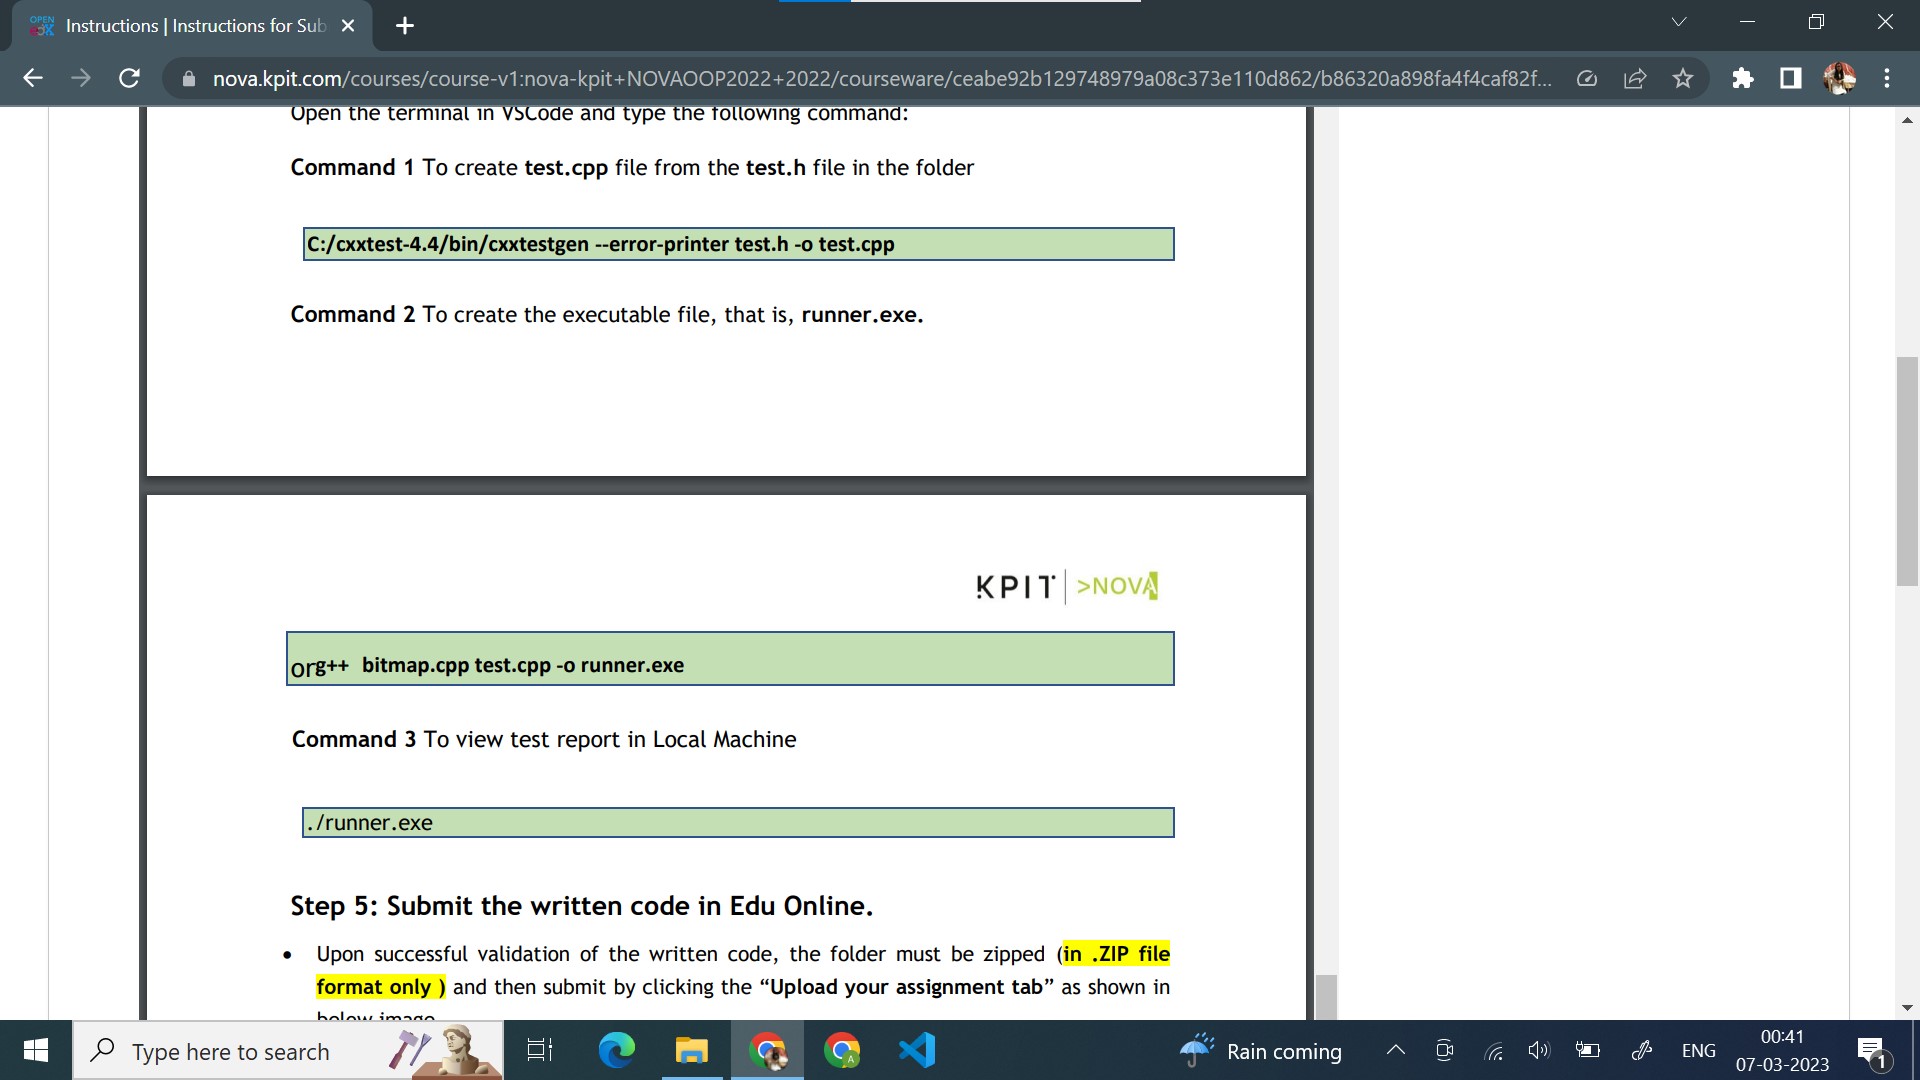 Instructions | Instructions for Sub
nova.kpit.com/courses/course-v1:nova-kpit+NOVAOOP2022+2022/courseware/ceabe92b129748979a08c373e110d862/b86320a898fa4f4caf82f...
Open the terminal in VSCode and type the following command:
Command 1 To create test.cpp file from the test.h file in the folder
C:/cxxtest-4.4/bin/cxxtestgen --error-printer test.h -o test.cpp
Command 2 To create the executable file, that is, runner.exe.
KPIT >NOVA
org++ bitmap.cpp test.cpp -o runner.exe
Command 3 To view test report in Local Machine
./runner.exe
Step 5: Submit the written code in Edu Online.
• Upon successful validation of the written code, the folder must be zipped (in .ZIP file
format only ) and then submit by clicking the “Upload your assignment tab” as shown in
below image
Type here to search
Rain coming
ENG
00:41
07-03-2023
1